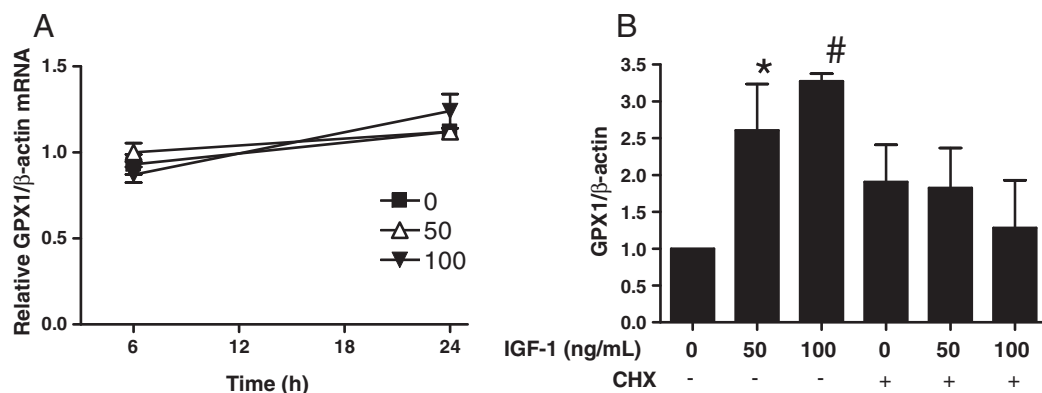 A
Relative GPX1/β-actin mRNA
1.5
1.0
0.5
0.0
6 12 18 24
Time (h)
0
50
100
B
GPX1/β-actin
3.5
3.0
2.5
2.0
1.5
1.0
0.5
0.0
* #
IGF-1 (ng/mL) 0 50 100 0 50 100
CHX - - - + + +